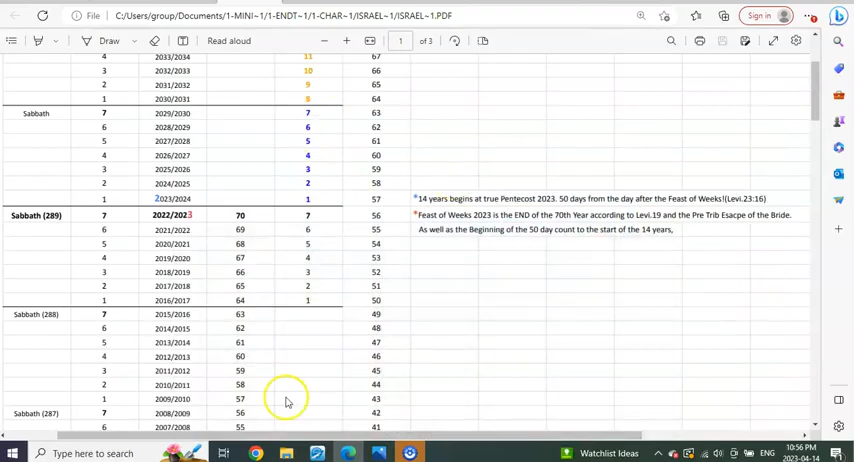 File C:/Users/group/Documents/1-MINI~1/1-ENDT~1/1-CHAR~1/ISRAEL~1/ISRAEL~1.PDF Sign in
Draw Read aloud 1 of 3
4 2033/2034 11 67
3 2032/2033 10 66
2 2031/2032 9 65
1 2030/2031 8 64
Sabbath 7 2029/2030 7 63
6 2028/2029 6 62
5 2027/2028 5 61
4 2026/2027 4 60
3 2025/2026 3 59
2 2024/2025 2 58
1 2023/2024 1 57 *14 years begins at true Pentecost 2023. 50 days from the day after the Feast of Weeks!(Levi.23:16)
Sabbath (289) 7 2022/2023 70 7 56 *Feast of Weeks 2023 is the END of the 70th Year according to Levi.19 and the Pre Trib Esacpe of the Bride.
6 2021/2022 69 6 55 As well as the Beginning of the 50 day count to the start of the 14 years,
5 2020/2021 68 5 54
4 2019/2020 67 4 53
3 2018/2019 66 3 52
2 2017/2018 65 2 51
1 2016/2017 64 1 50
Sabbath (288) 7 2015/2016 63 49
6 2014/2015 62 48
5 2013/2014 61 47
4 2012/2013 60 46
3 2011/2012 59 45
2 2010/2011 58 44
1 2009/2010 57 43
Sabbath (287) 7 2008/2009 56 42
6 2007/2008 55 41
Type here to search Watchlist Ideas ENG 10:56 PM
2023-04-14